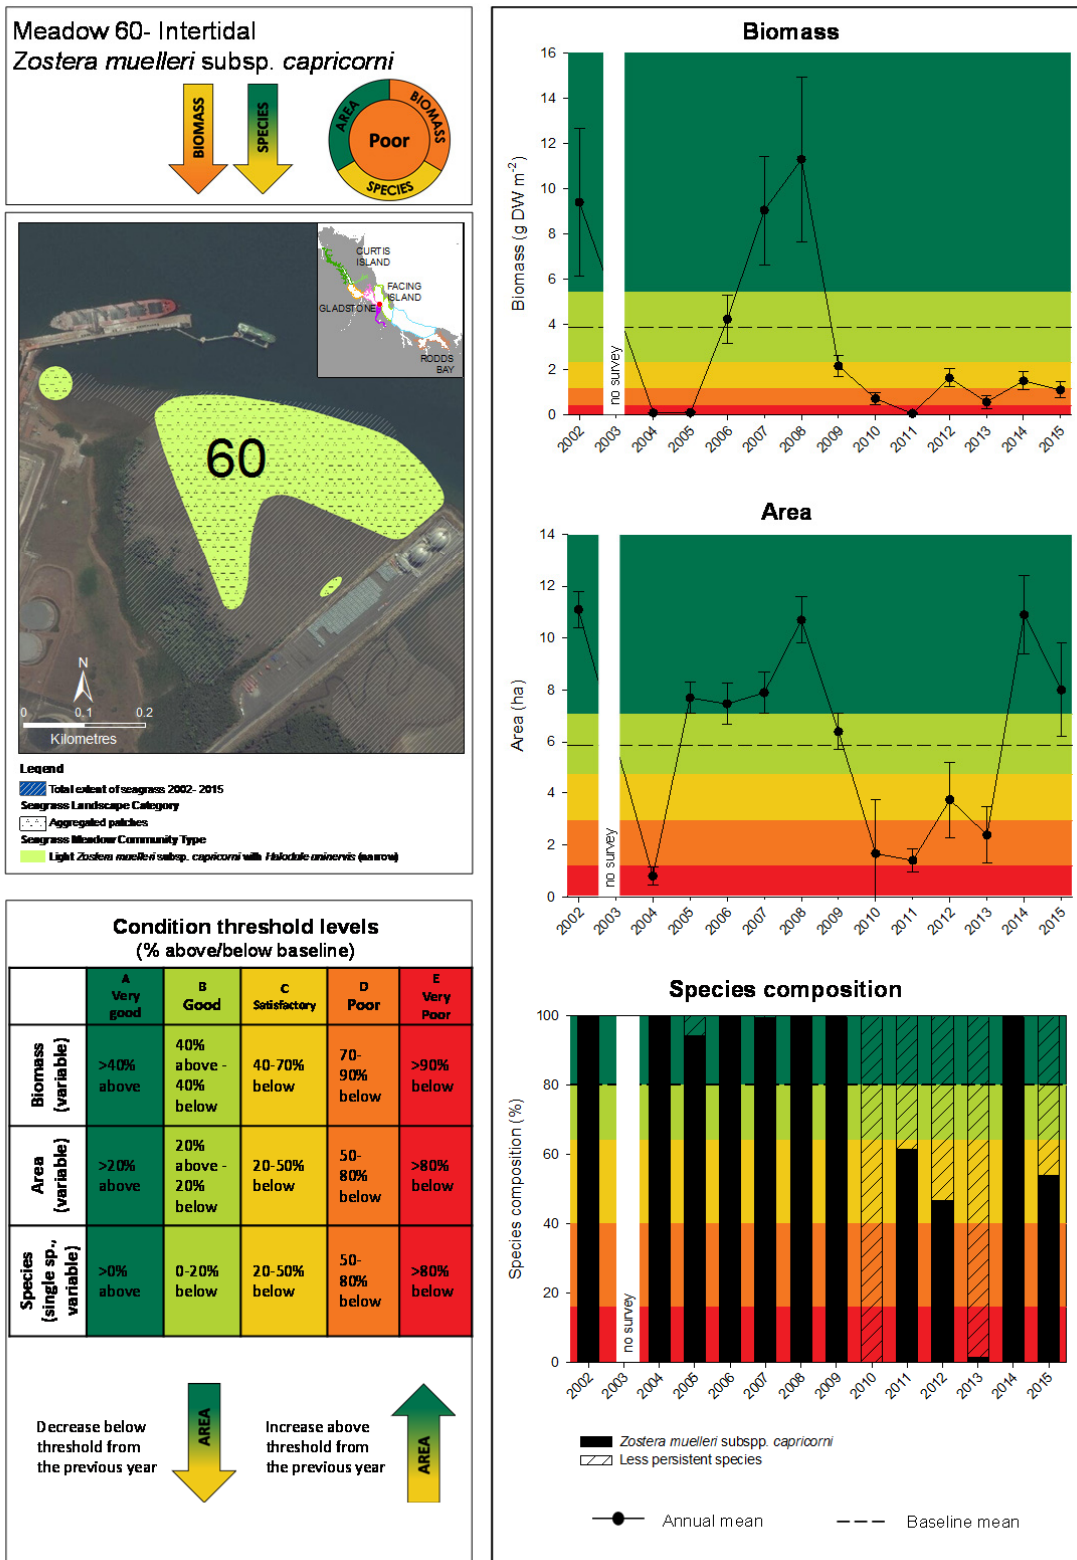 Meadow 60- Intertidal
Zostera muelleri subsp. capricorni
BIOMASS
SPECIES
AREA
BIOMASS
SPECIES
Poor
CURTIS
ISLAND
FACING
ISLAND
GLADSTONE
RODDS
BAY
60
N
0 0.1 0.2
Kilometres
Legend
Total extent of seagrass 2002- 2015
Seagrass Landscape Category
Aggregated patches
Seagrass Meadow Community Type
Light Zostera muelleri subsp. capricorni with Halodule uninervis (narrow)
Condition threshold levels
(% above/below baseline)
A
Very
good
B
Good
C
Satisfactory
D
Poor
E
Very
Poor
Biomass
(variable)
>40%
above
40%
above -
40%
below
40-70%
below
70-
90%
below
>90%
below
Area
(variable)
>20%
above
20%
above -
20%
below
20-50%
below
50-
80%
below
>80%
below
Species
(single sp.,
variable)
>0%
above
0-20%
below
20-50%
below
50-
80%
below
>80%
below
Decrease below
threshold from
the previous year
AREA
Increase above
threshold from
the previous year
AREA
Biomass
Biomass (g DW m-2)
16
14
12
10
8
6
4
2
0
no survey
2002 2003 2004 2005 2006 2007 2008 2009 2010 2011 2012 2013 2014 2015
Area
Area (ha)
14
12
10
8
6
4
2
0
no survey
2002 2003 2004 2005 2006 2007 2008 2009 2010 2011 2012 2013 2014 2015
Species composition
Species composition (%)
100
80
60
40
20
0
no survey
2002 2003 2004 2005 2006 2007 2008 2009 2010 2011 2012 2013 2014 2015
Zostera muelleri subspp. capricorni
Less persistent species
Annual mean
Baseline mean